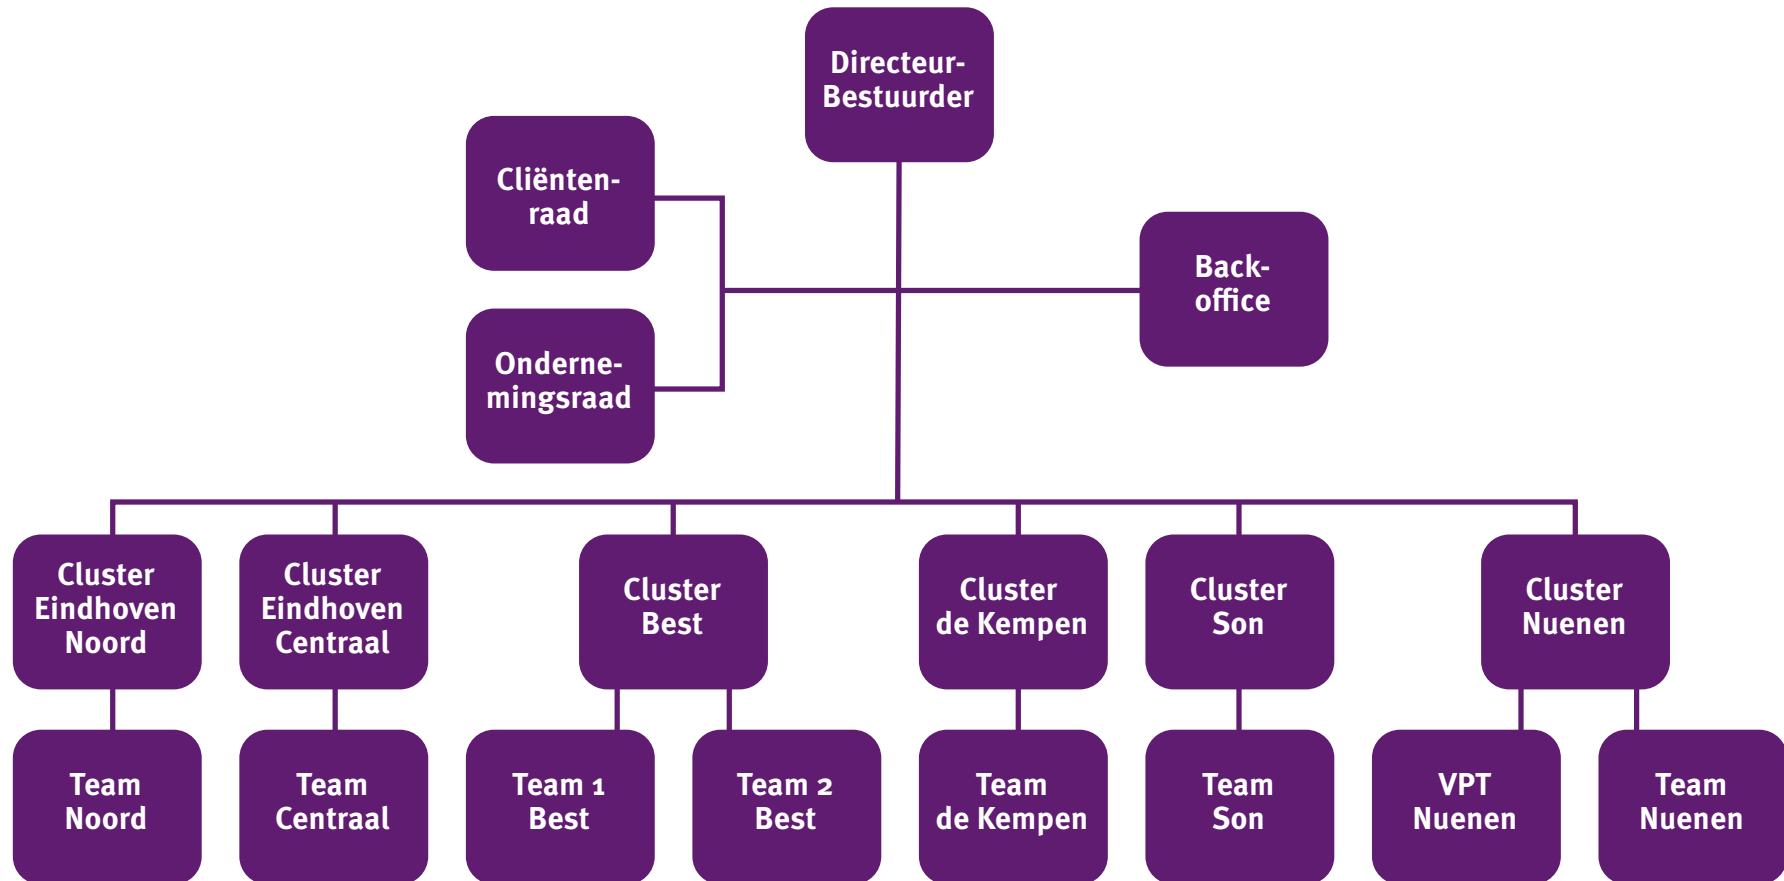 Directeur-
Bestuurder
Cliënten-
raad
Back-
office
Onderne-
mingsraad
Cluster
Eindhoven
Noord
Cluster
Eindhoven
Centraal
Cluster
Best
Cluster
de Kempen
Cluster
Son
Cluster
Nuenen
Team
Noord
Team
Centraal
Team 1
Best
Team 2
Best
Team
de Kempen
Team
Son
VPT
Nuenen
Team
Nuenen